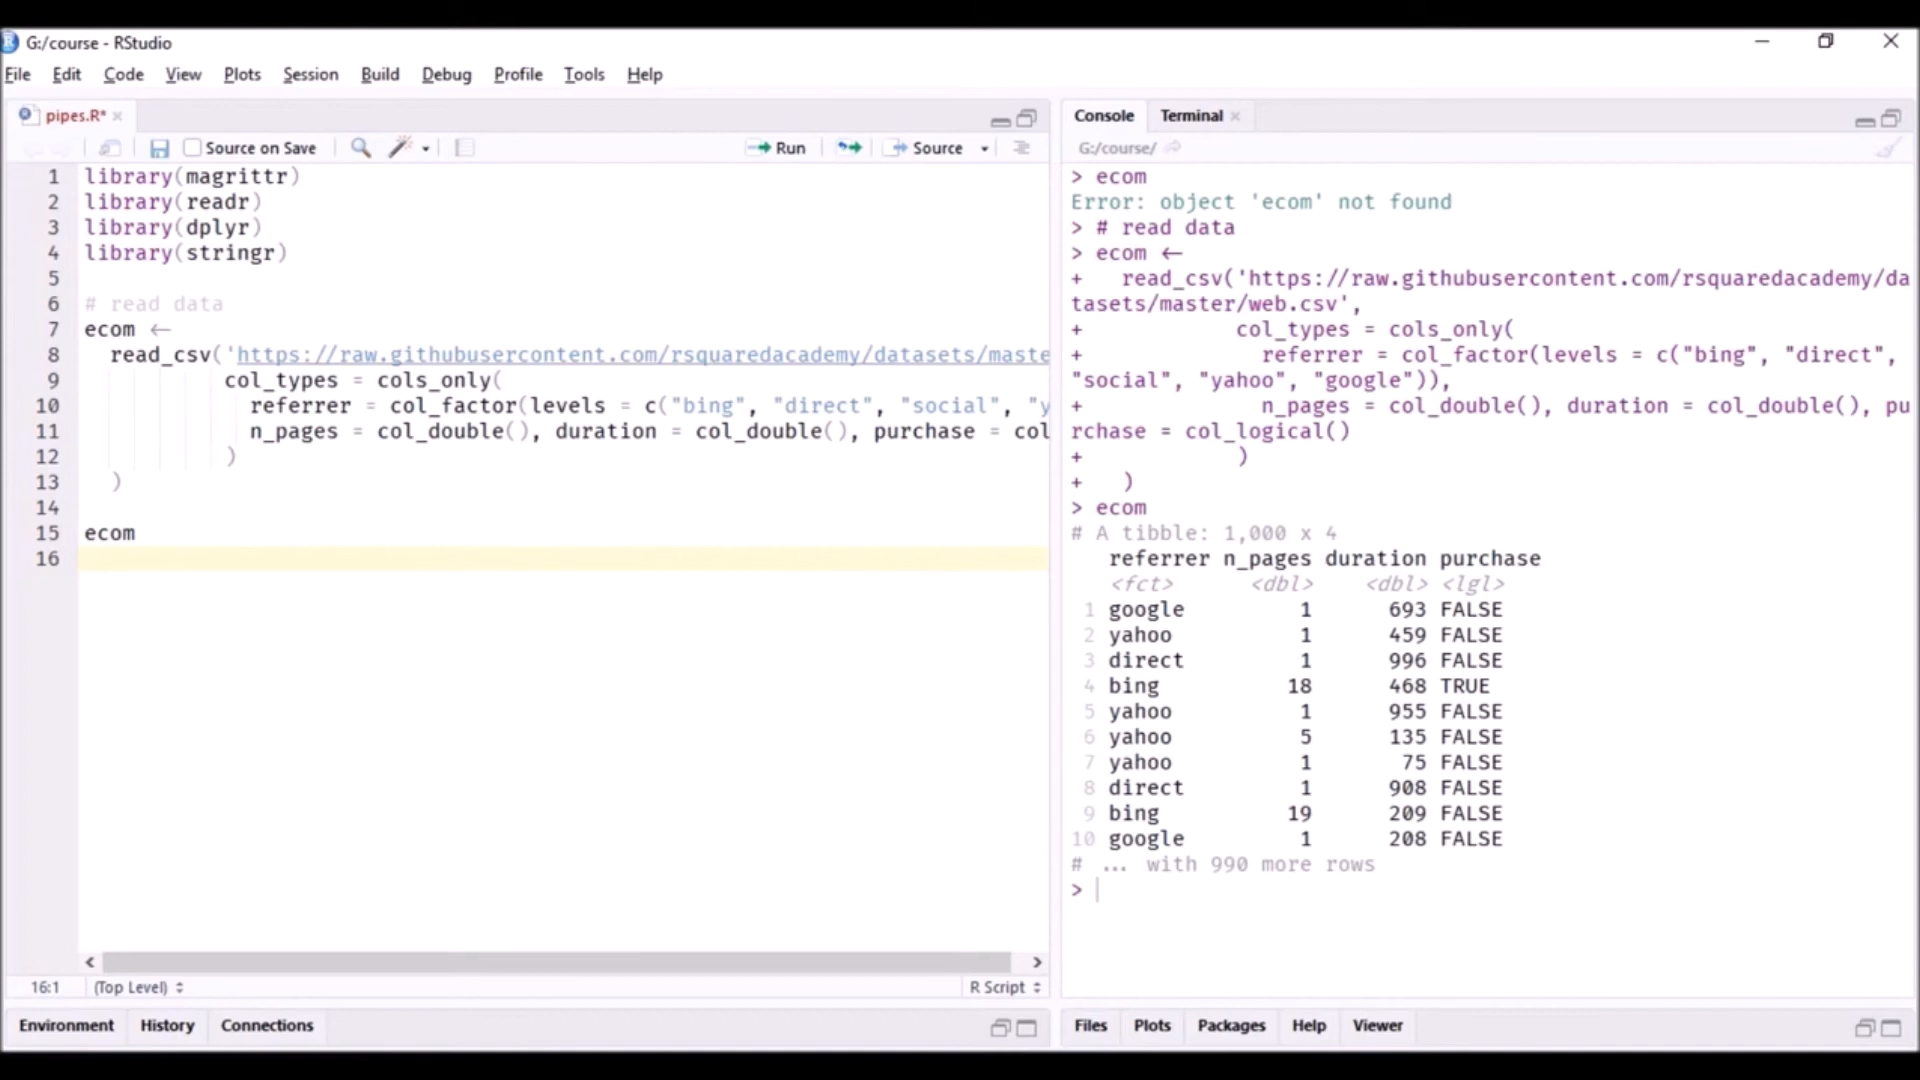 G:/course - RStudio
File Edit Code View Plots Session Build Debug Profile Tools Help
pipes.R*
Source on Save Run Source
1 library(magrittr)
2 library(readr)
3 library(dplyr)
4 library(stringr)
5
6 # read data
7 ecom <-
8 read_csv('https://raw.githubusercontent.com/rsquaredacademy/datasets/maste
9 col_types = cols_only(
10 referrer = col_factor(levels = c("bing", "direct", "social", "y
11 n_pages = col_double(), duration = col_double(), purchase = col
12 )
13 )
14
15 ecom
16
16:1 (Top Level) R Script
Environment History Connections
Console Terminal
G:/course/
> ecom
Error: object 'ecom' not found
> # read data
> ecom <-
+ read_csv('https://raw.githubusercontent.com/rsquaredacademy/da
tasets/master/web.csv',
+ col_types = cols_only(
+ referrer = col_factor(levels = c("bing", "direct",
"social", "yahoo", "google")),
+ n_pages = col_double(), duration = col_double(), pu
rchase = col_logical()
+ )
+ )
> ecom
# A tibble: 1,000 x 4
referrer n_pages duration purchase
<fct> <dbl> <dbl> <lgl>
1 google 1 693 FALSE
2 yahoo 1 459 FALSE
3 direct 1 996 FALSE
4 bing 18 468 TRUE
5 yahoo 1 955 FALSE
6 yahoo 5 135 FALSE
7 yahoo 1 75 FALSE
8 direct 1 908 FALSE
9 bing 19 209 FALSE
10 google 1 208 FALSE
# ... with 990 more rows
>
Files Plots Packages Help Viewer